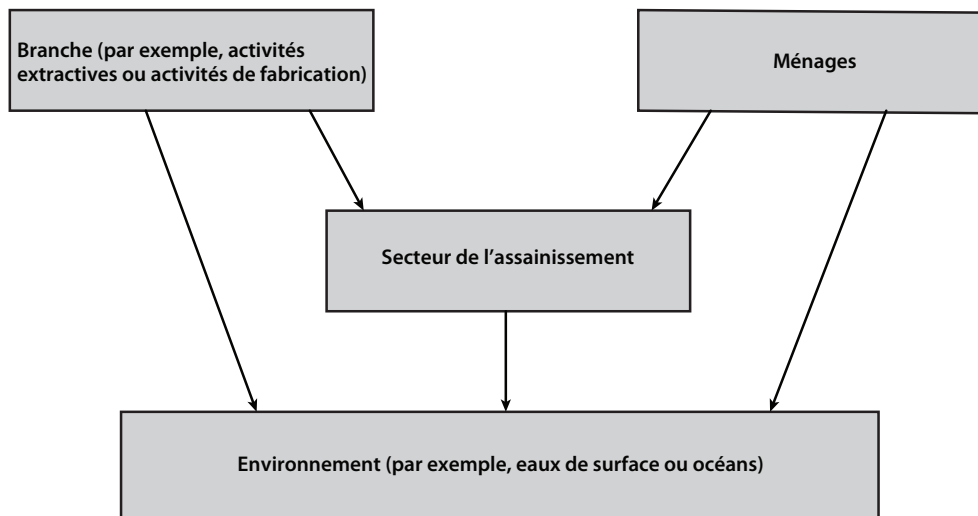 Branche (par exemple, activités
extractives ou activités de fabrication)
Ménages
Secteur de l’assainissement
Environnement (par exemple, eaux de surface ou océans)